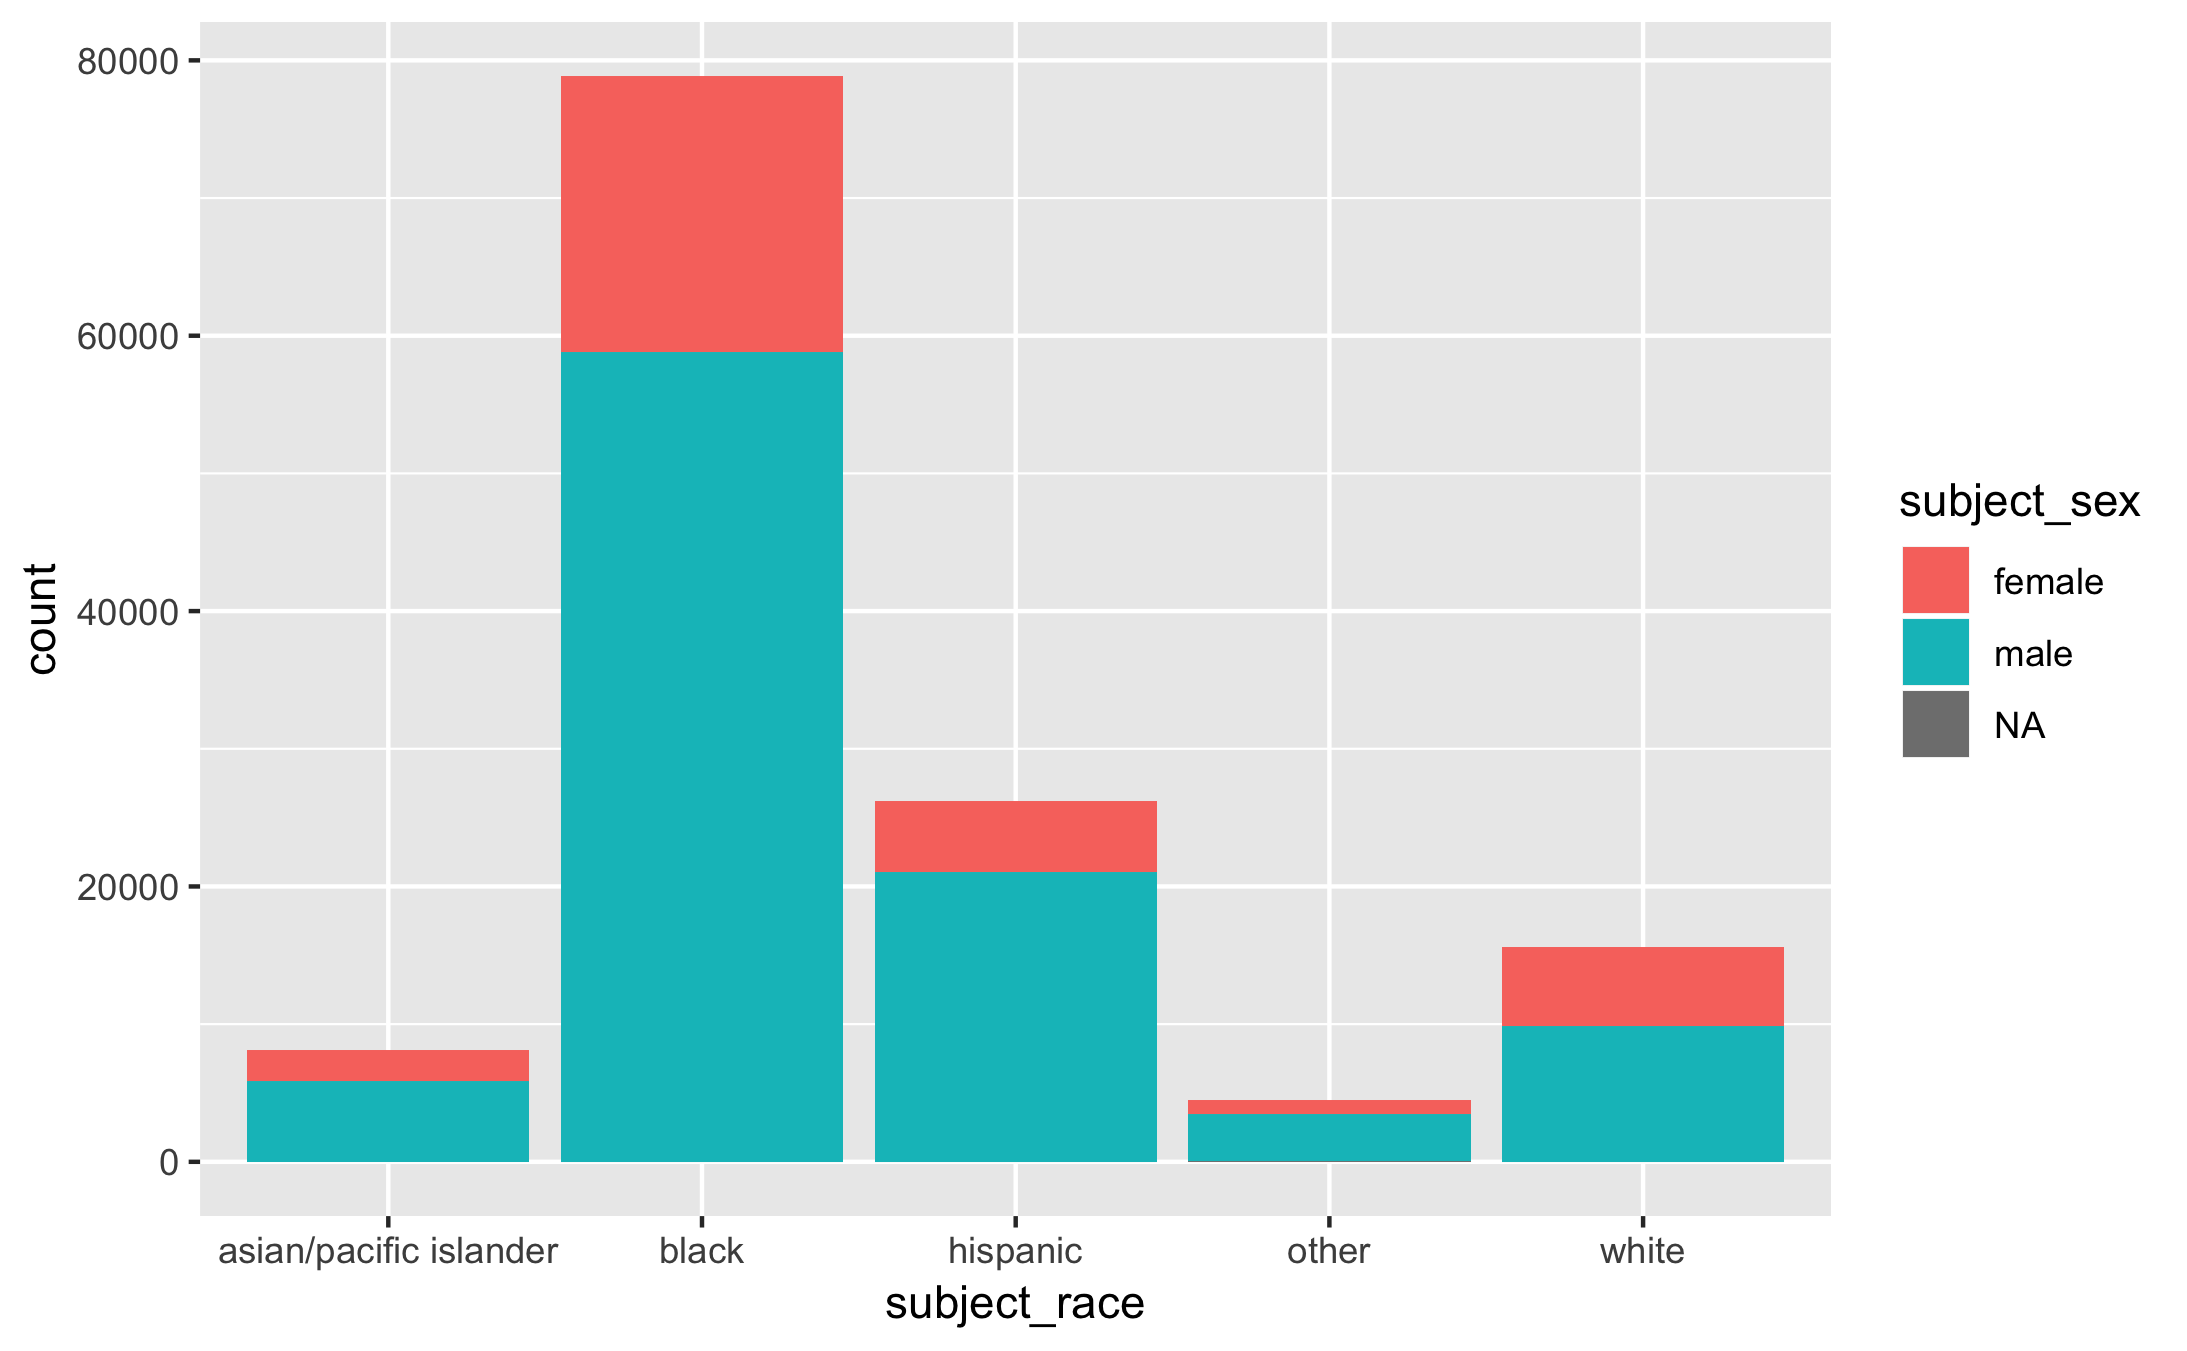 80000
60000
40000
20000
0
count
asian/pacific islander
black
hispanic
other
white
subject_race
subject_sex
female
male
NA